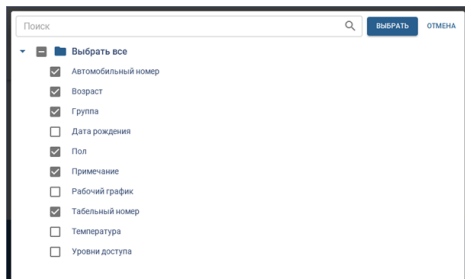 Поиск
ВЫБРАТЬ
ОТМЕНА
Выбрать все
Автомобильный номер
Возраст
Группа
Дата рождения
Пол
Примечание
Рабочий график
Табельный номер
Температура
Уровни доступа